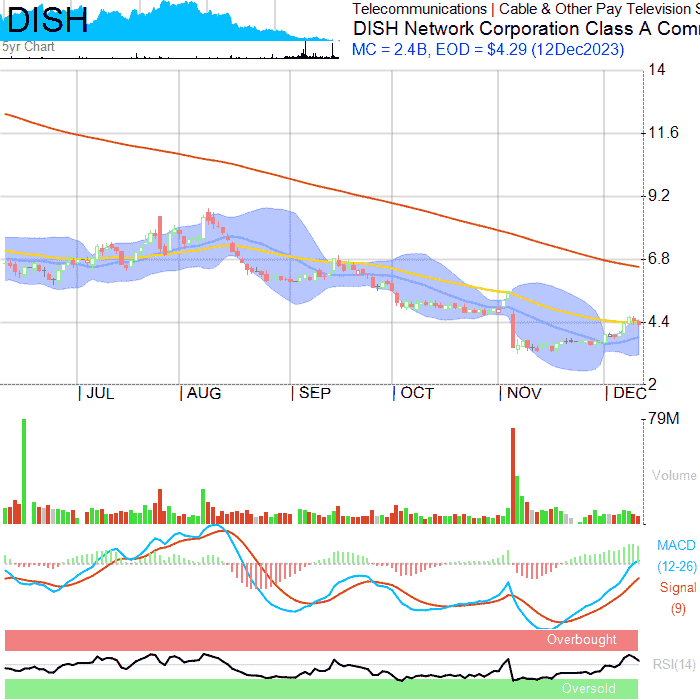 DISH
5yr Chart
Telecommunications | Cable & Other Pay Television S
DISH Network Corporation Class A Com
MC = 2.4B, EOD = $4.29 (12Dec2023)
14
11.6
9.2
6.8
4.4
2
JUL AUG SEP OCT NOV DEC
79M
Volume
MACD
(12-26)
Signal
(9)
Overbought
RSI(14)
Oversold